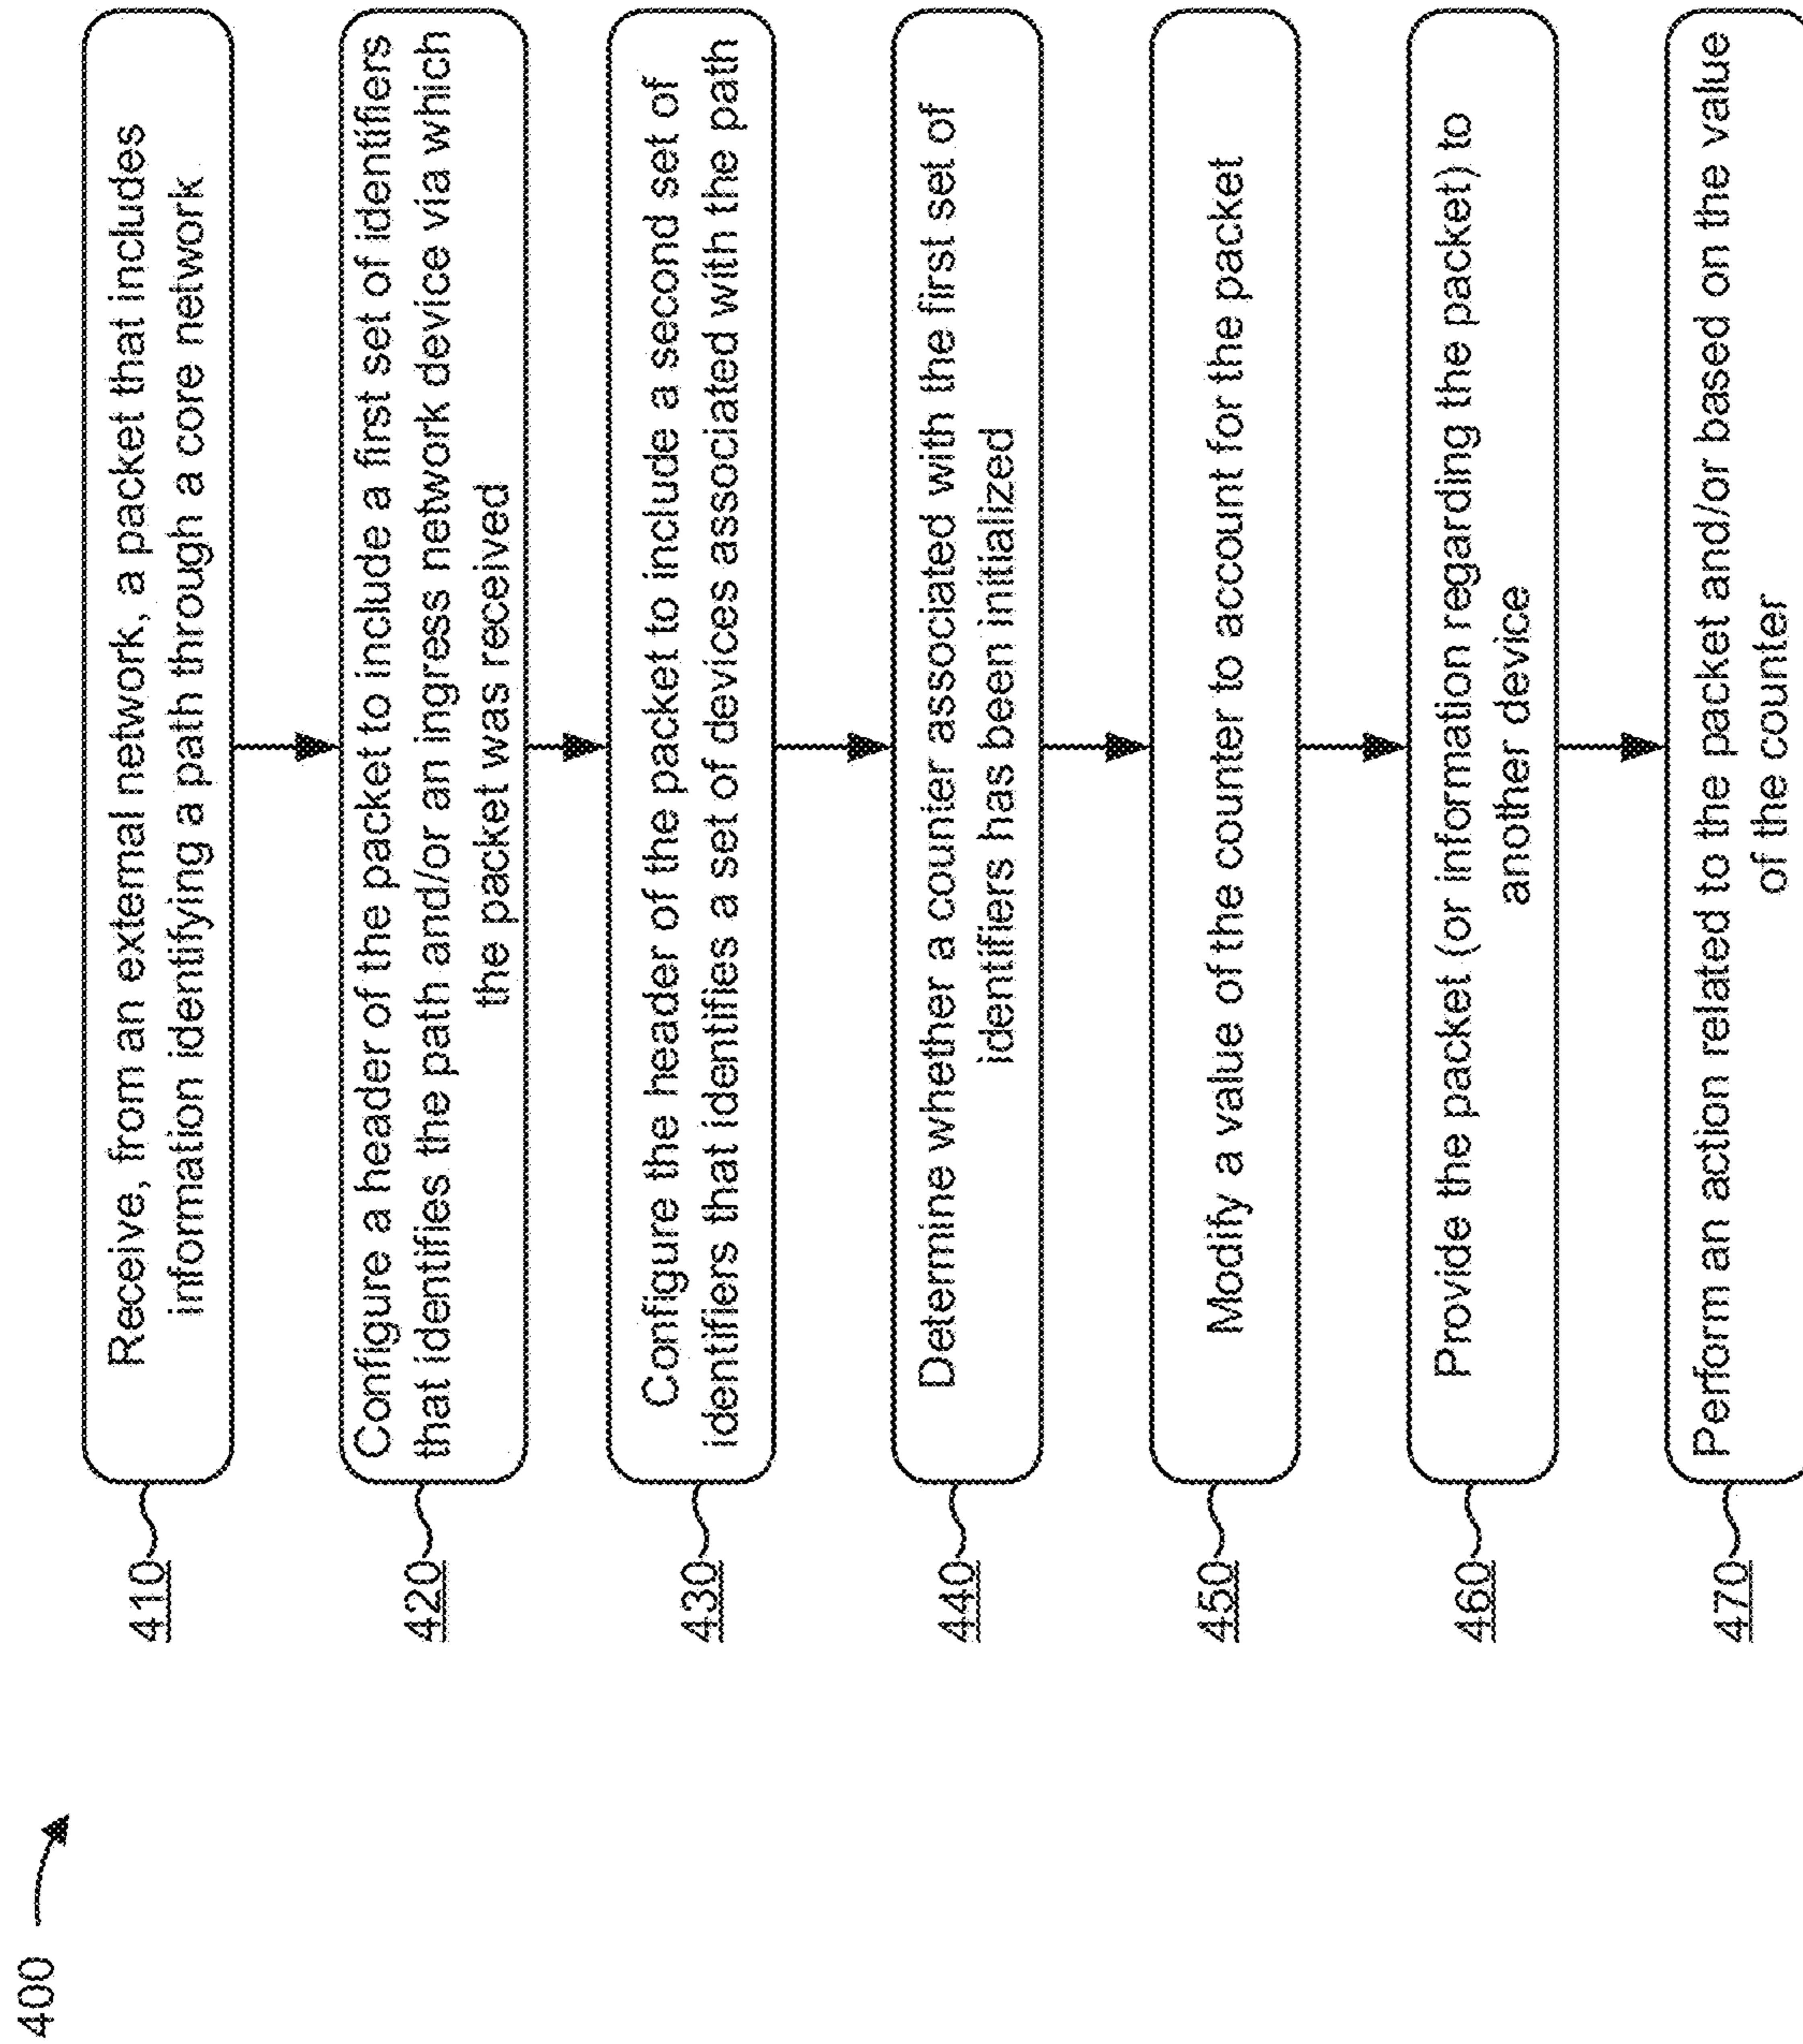 400
410
Receive, from an external network, a packet that includes
information identifying a path through a core network
420
Configure a header of the packet to include a first set of identifiers
that identifies the path and/or an ingress network device via which
the packet was received
430
Configure the header of the packet to include a second set of
identifiers that identifies a set of devices associated with the path
440
Determine whether a counter associated with the first set of
identifiers has been initialized
450
Modify a value of the counter to account for the packet
460
Provide the packet (or information regarding the packet) to
another device
470
Perform an action related to the packet and/or based on the value
of the counter